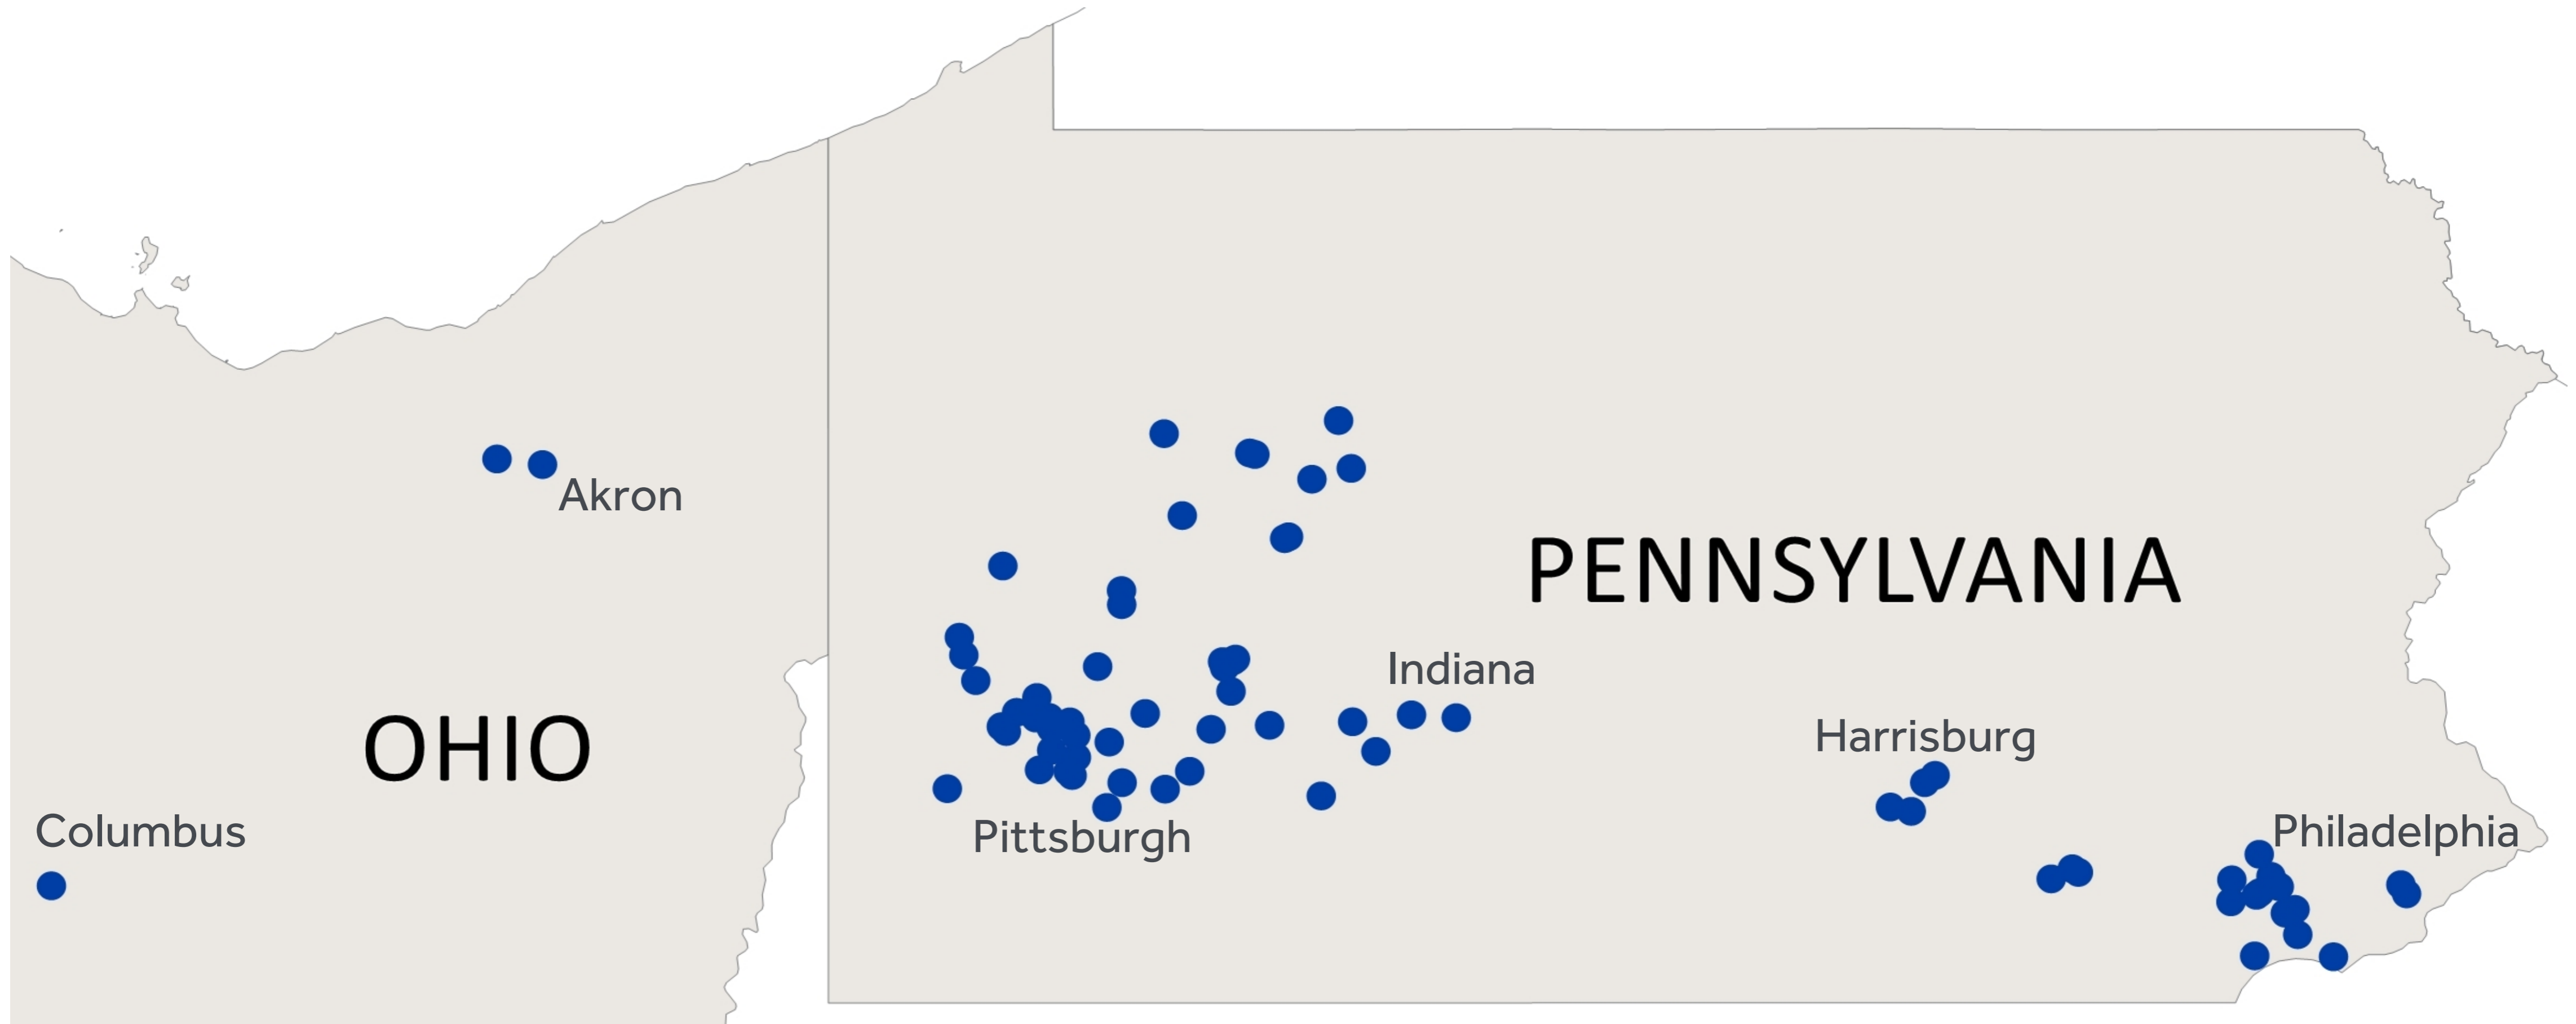 Akron
PENNSYLVANIA
Indiana
OHIO
Harrisburg
Columbus
Pittsburgh
Philadelphia